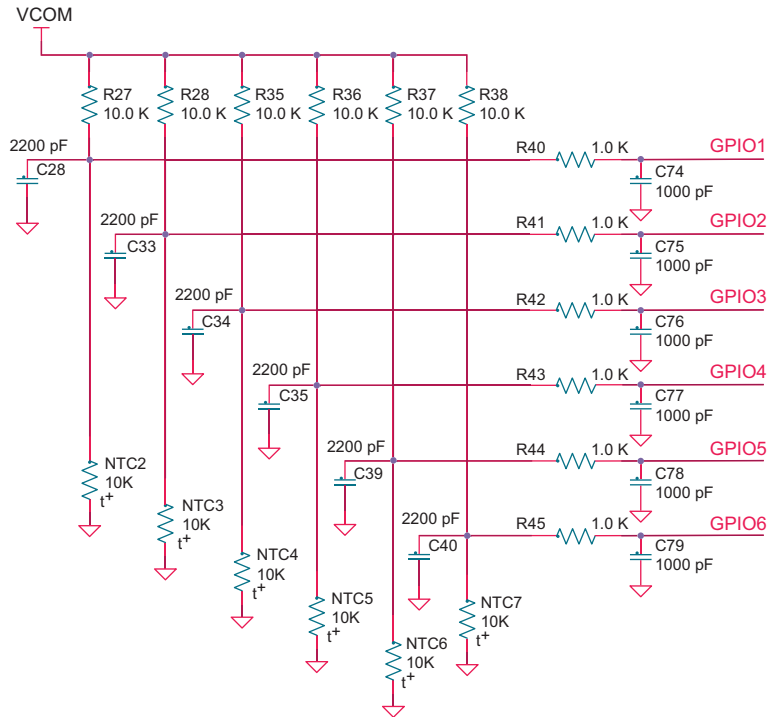 VCOM
R27
10.0 K
R28
10.0 K
R35
10.0 K
R36
10.0 K
R37
10.0 K
R38
10.0 K
2200 pF
C28
R40
1.0 K
GPIO1
C74
1000 pF
2200 pF
C33
R41
1.0 K
GPIO2
C75
1000 pF
2200 pF
C34
R42
1.0 K
GPIO3
C76
1000 pF
2200 pF
C35
R43
1.0 K
GPIO4
C77
1000 pF
2200 pF
C39
R44
1.0 K
GPIO5
C78
1000 pF
2200 pF
C40
R45
1.0 K
GPIO6
C79
1000 pF
NTC2
10K
t+
NTC3
10K
t+
NTC4
10K
t+
NTC5
10K
t+
NTC6
10K
t+
NTC7
10K
t+